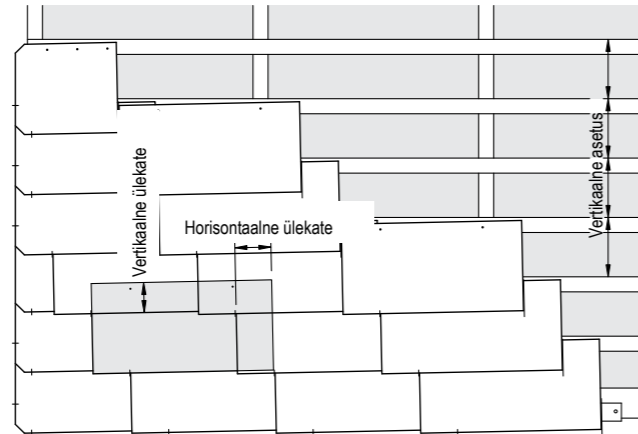 Vertikaalne ülekate
Horisontaalne ülekate
Vertikaalne asetus